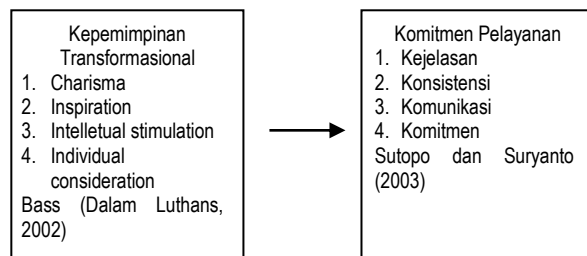 Kepemimpinan
Transformasional
1. Charisma
2. Inspiration
3. Intelletual stimulation
4. Individual
consideration
Bass (Dalam Luthans,
2002)
Komitmen Pelayanan
1. Kejelasan
2. Konsistensi
3. Komunikasi
4. Komitmen
Sutopo dan Suryanto
(2003)